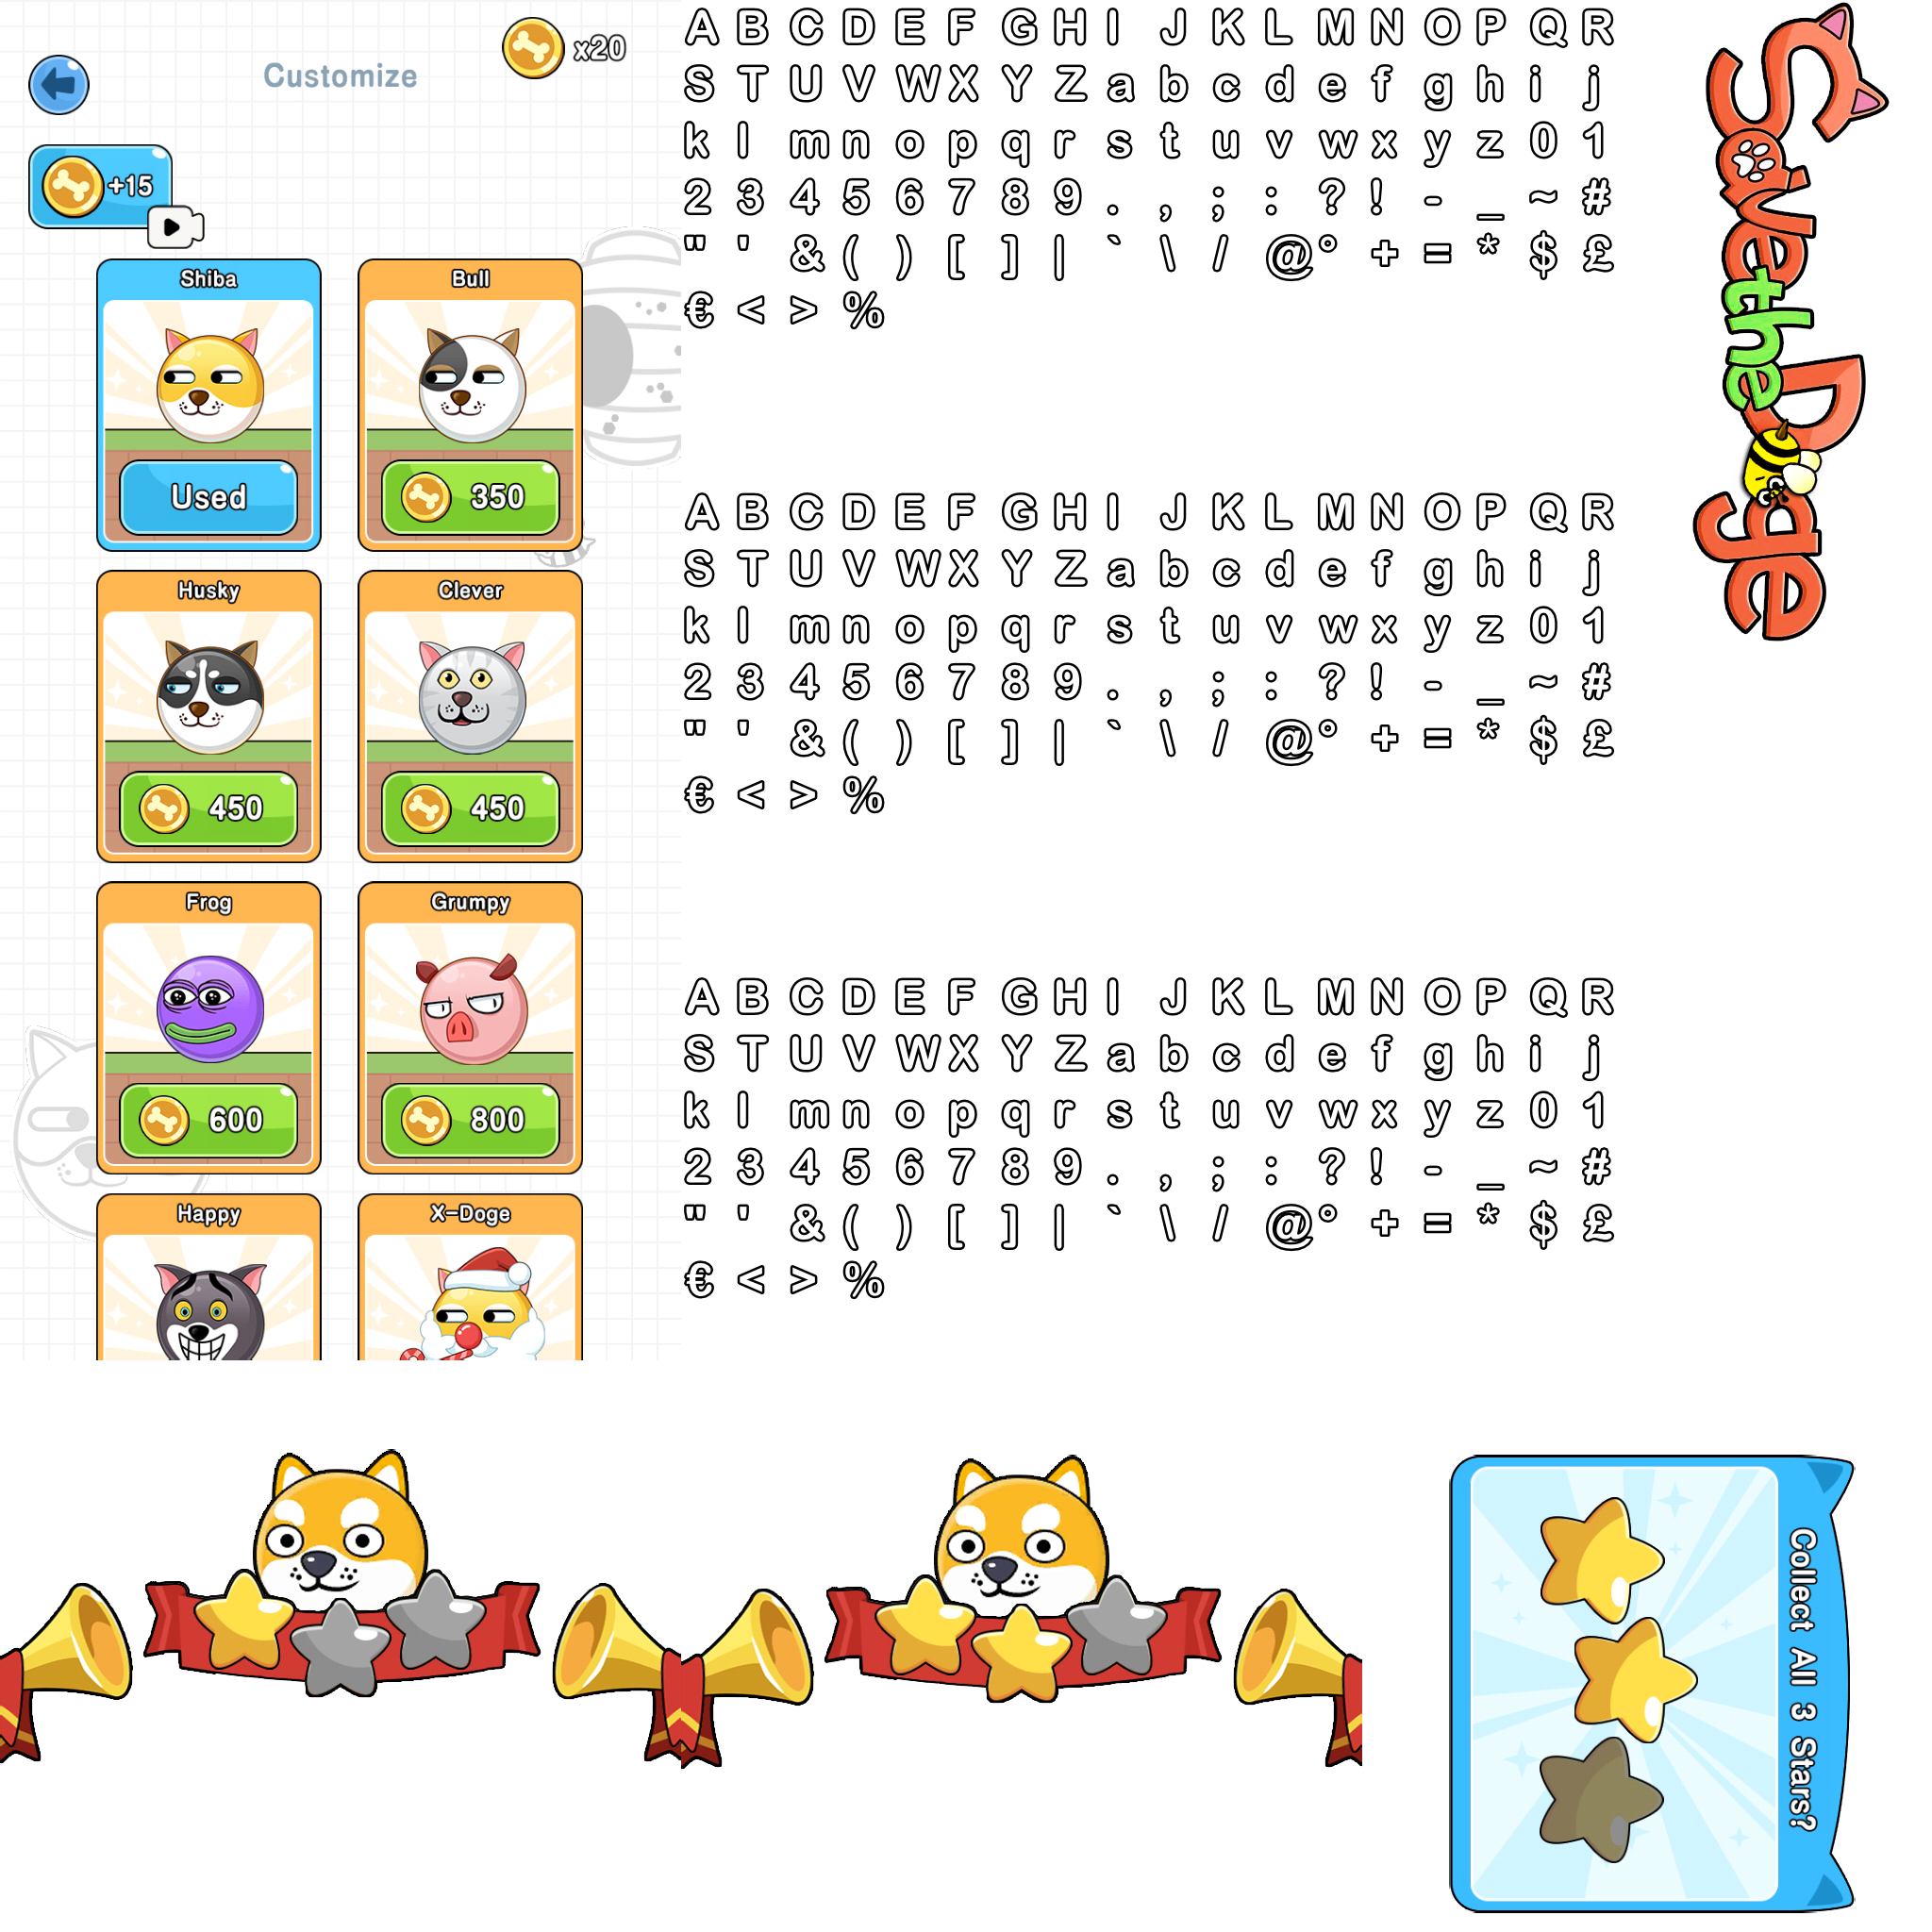 x20
Customize
+15
Shiba
Bull
Used
350
Husky
Clever
450
450
Frog
Grumpy
600
800
Happy
X-Doge
A B C D E F G H I J K L M N O P Q R
S T U V W X Y Z a b c d e f g h i j
k l m n o p q r s t u v w x y z 0 1
2 3 4 5 6 7 8 9 . , ; : ? ! - _ ~ #
" ' & ( ) [ ] | ` \ / @ ° + = * $ £
€ < > %
A B C D E F G H I J K L M N O P Q R
S T U V W X Y Z a b c d e f g h i j
k l m n o p q r s t u v w x y z 0 1
2 3 4 5 6 7 8 9 . , ; : ? ! - _ ~ #
" ' & ( ) [ ] | ` \ / @ ° + = * $ £
€ < > %
A B C D E F G H I J K L M N O P Q R
S T U V W X Y Z a b c d e f g h i j
k l m n o p q r s t u v w x y z 0 1
2 3 4 5 6 7 8 9 . , ; : ? ! - _ ~ #
" ' & ( ) [ ] | ` \ / @ ° + = * $ £
€ < > %
Save the Doge
Collect All 3 Stars?